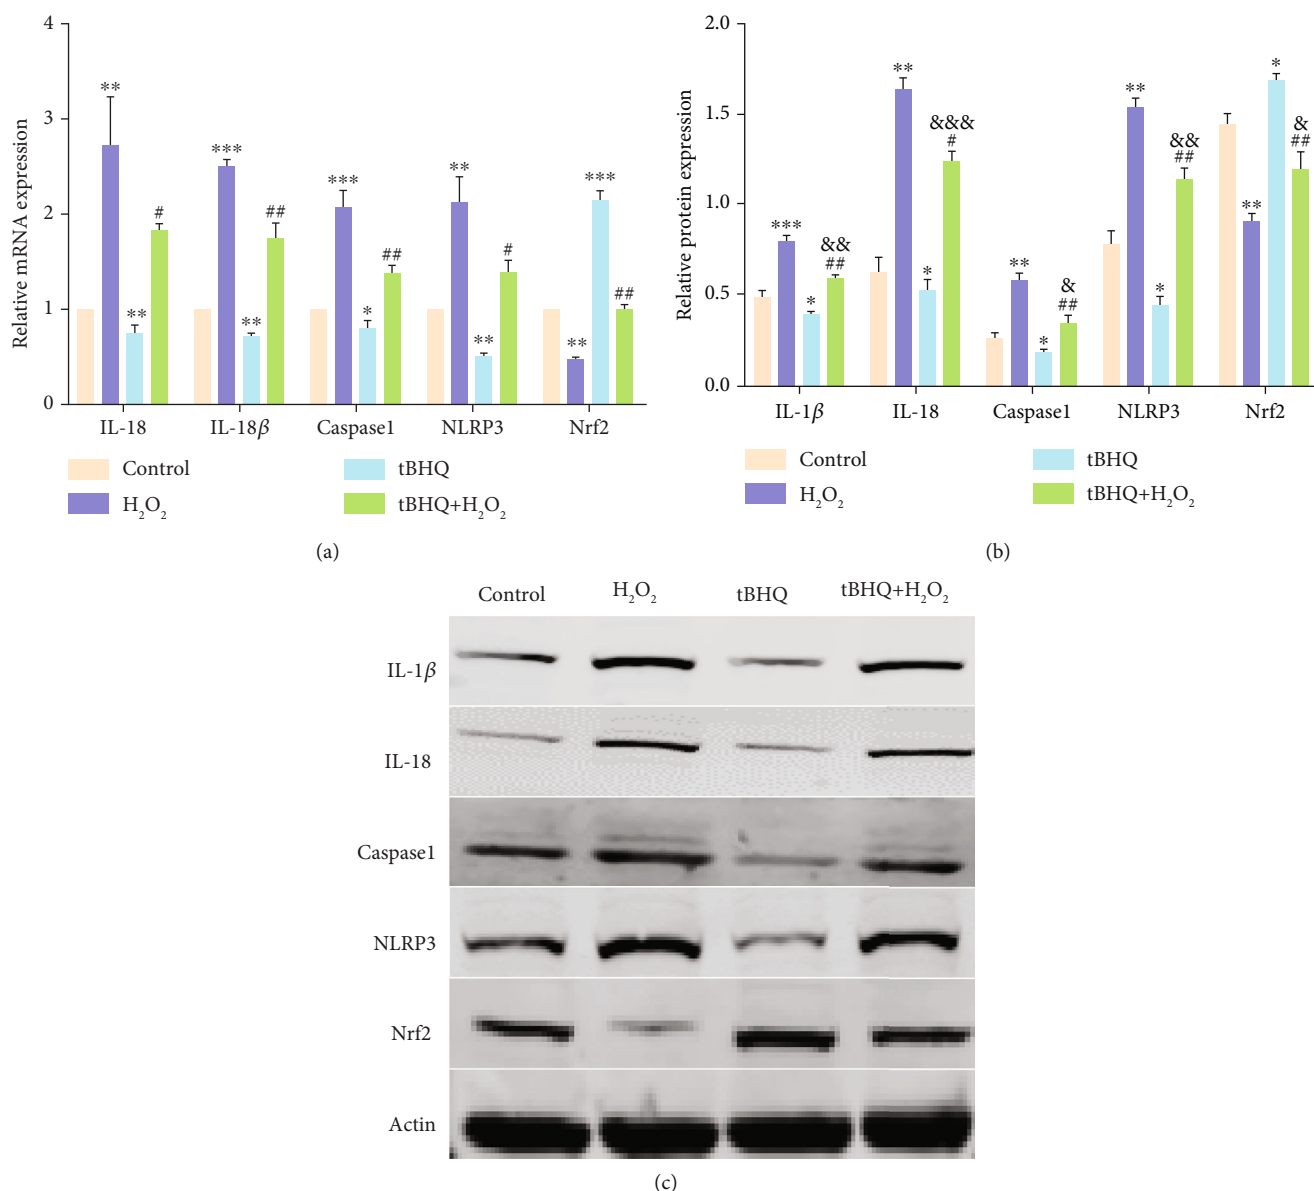 Relative mRNA expression
4
3
2
1
0
** ** #
*** ** ##
*** * ##
** ** #
** *** ##
IL-18 IL-18β Caspase1 NLRP3 Nrf2
Control tBHQ
H₂O₂ tBHQ+H₂O₂
(a)
Relative protein expression
2.0
1.5
1.0
0.5
0.0
*** * && ##
** * &&& #
** * & ##
** * && ##
** * & ##
IL-1β IL-18 Caspase1 NLRP3 Nrf2
Control tBHQ
H₂O₂ tBHQ+H₂O₂
(b)
Control H₂O₂ tBHQ tBHQ+H₂O₂
IL-1β
IL-18
Caspase1
NLRP3
Nrf2
Actin
(c)